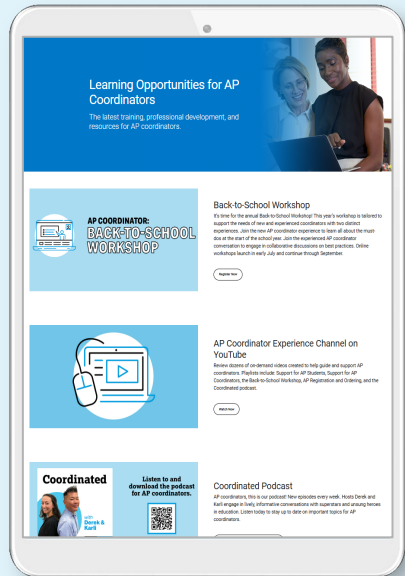 Learning Opportunities for AP
Coordinators
The latest training, professional development, and
resources for AP coordinators.
AP COORDINATOR:
BACK-TO-SCHOOL
WORKSHOP
Back-to-School Workshop
It's time for the annual Back-to-School Workshop! This year's workshop is tailored to
support the needs of new and experienced coordinators with two distinct
experiences. Join the new AP coordinator experience to learn all about the must-
dos at the start of the school year. Join the experienced AP coordinator
conversation to engage in collaborative discussions on best practices. Online
workshops launch in early July and continue through September.
Register Now
AP Coordinator Experience Channel on
YouTube
Review dozens of on-demand videos created to help guide and support AP
coordinators. Playlists include: Support for AP Students, Support for AP
Coordinators, the Back-to-School Workshop, AP Registration and Ordering, and the
Coordinated podcast.
Watch Now
Coordinated
with
Derek &
Karli
Listen to and
download the podcast
for AP coordinators.
Coordinated Podcast
AP coordinators, this is our podcast! New episodes every week. Hosts Derek and
Karli engage in lively, informative conversations with superstars and unsung heroes
in education. Listen today to stay up to date on important topics for AP
coordinators.